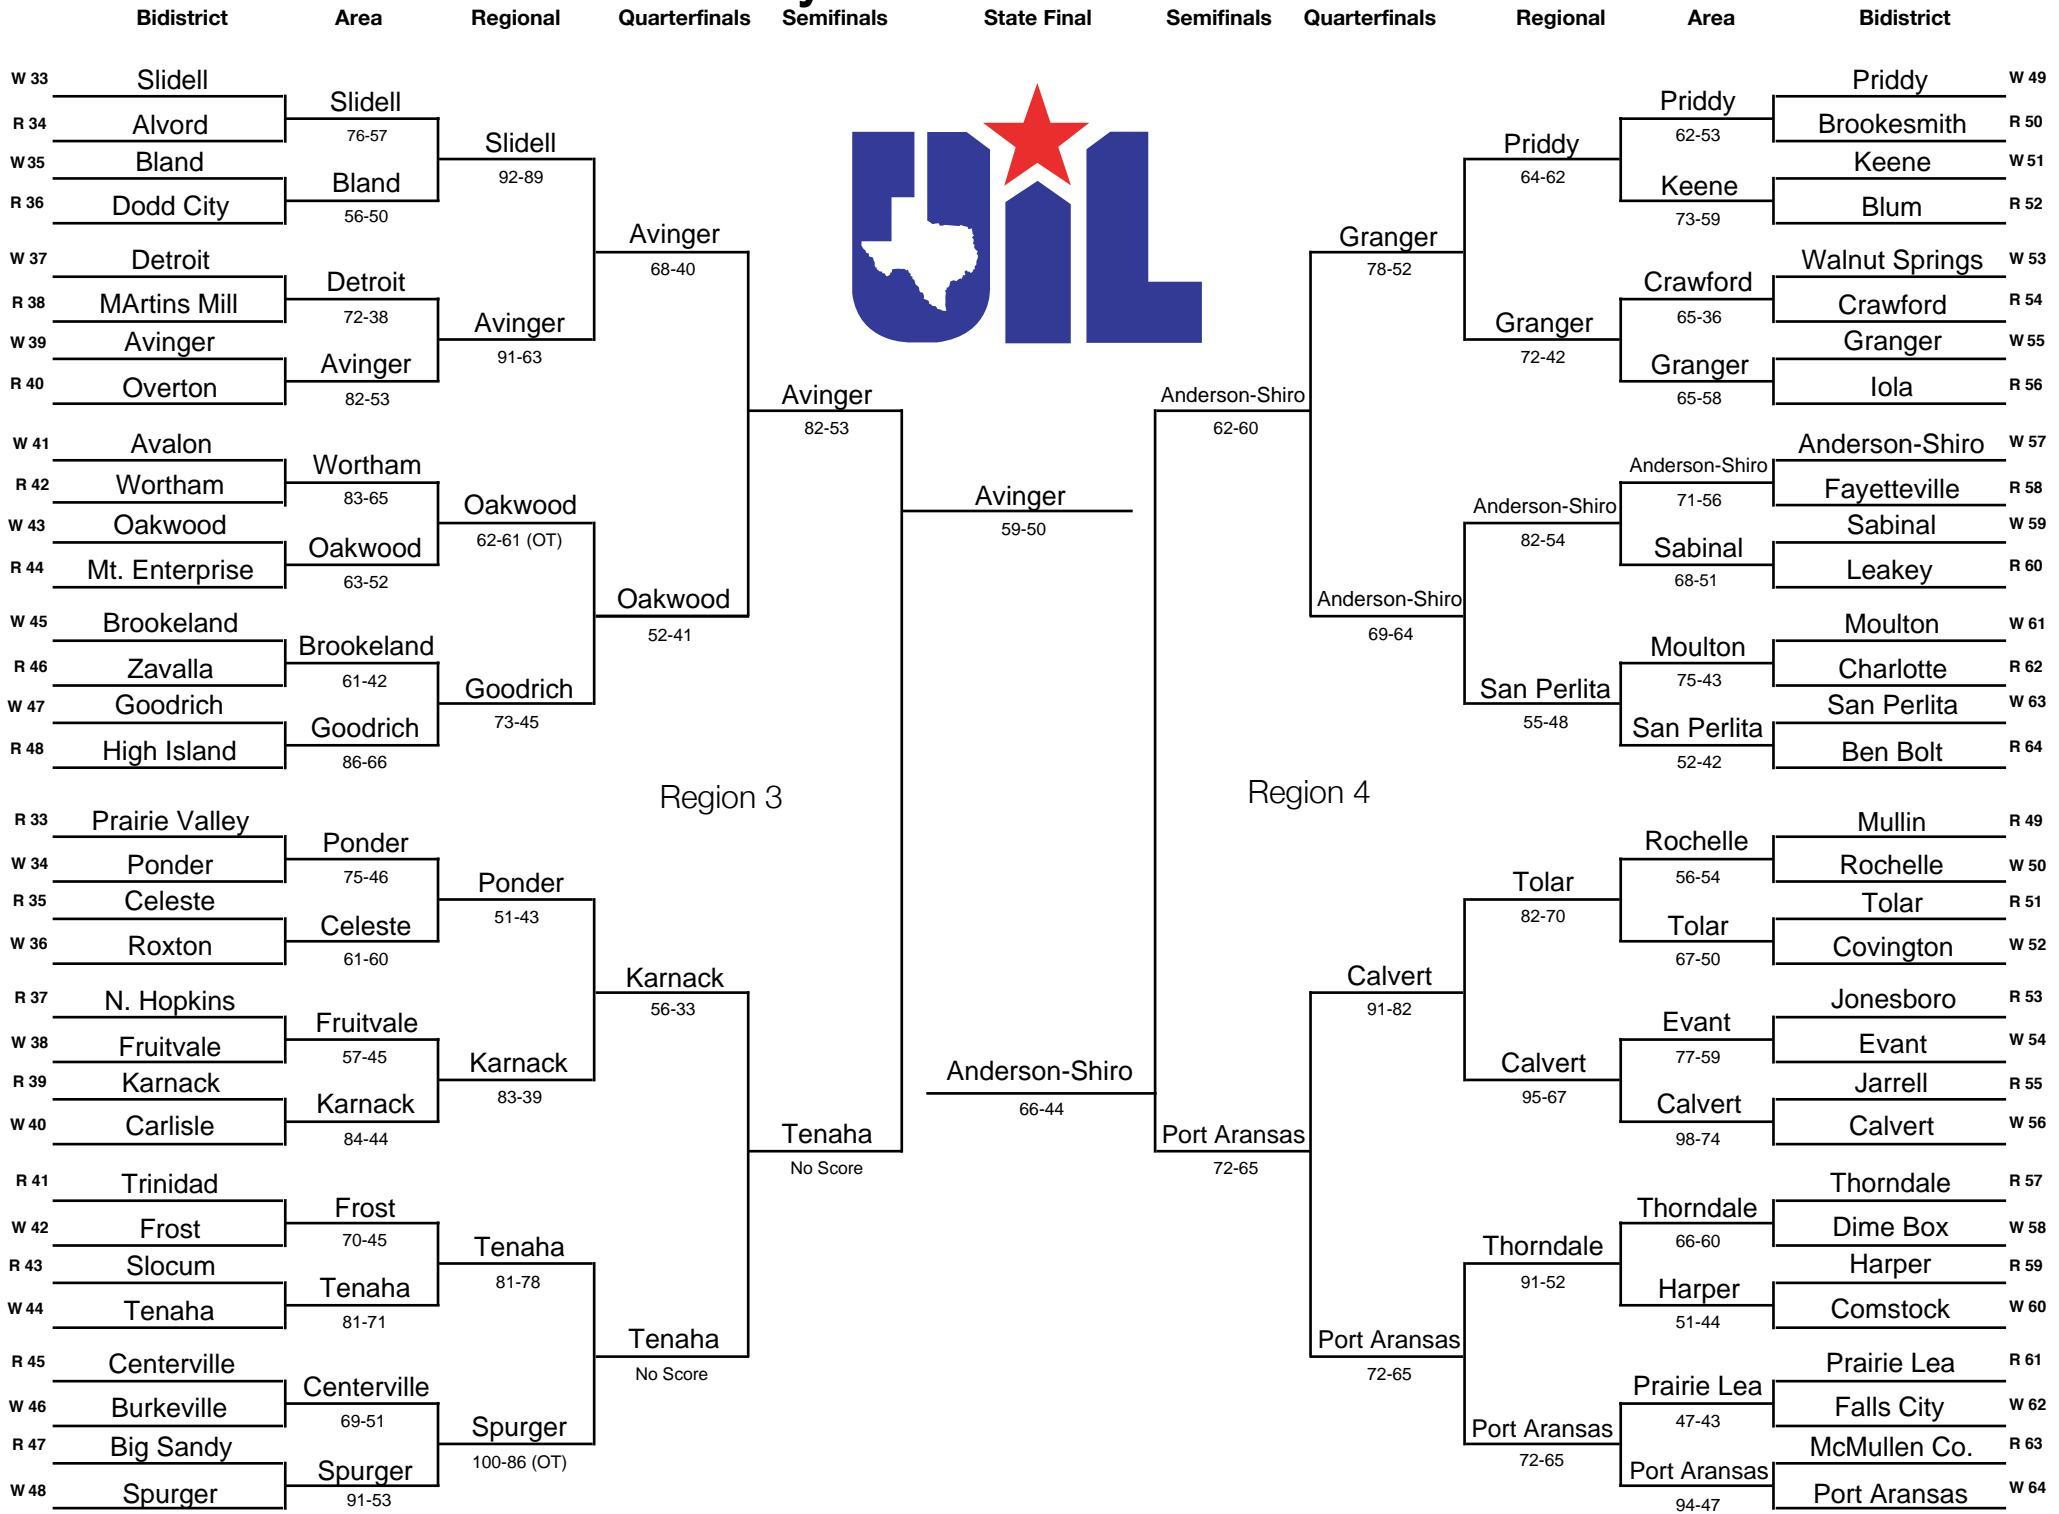 Bidistrict Area Regional Quarterfinals Semifinals State Final Semifinals Quarterfinals Regional Area Bidistrict
W 33 Slidell
R 34 Alvord
W 35 Bland
R 36 Dodd City
W 37 Detroit
R 38 MArtins Mill
W 39 Avinger
R 40 Overton
W 41 Avalon
R 42 Wortham
W 43 Oakwood
R 44 Mt. Enterprise
W 45 Brookeland
R 46 Zavalla
W 47 Goodrich
R 48 High Island
R 33 Prairie Valley
W 34 Ponder
R 35 Celeste
W 36 Roxton
R 37 N. Hopkins
W 38 Fruitvale
R 39 Karnack
W 40 Carlisle
R 41 Trinidad
W 42 Frost
R 43 Slocum
W 44 Tenaha
R 45 Centerville
W 46 Burkeville
R 47 Big Sandy
W 48 Spurger
Slidell
76-57
Bland
56-50
Detroit
72-38
Avinger
82-53
Wortham
83-65
Oakwood
63-52
Brookeland
61-42
Goodrich
86-66
Ponder
75-46
Celeste
61-60
Fruitvale
57-45
Karnack
84-44
Frost
70-45
Tenaha
81-71
Centerville
69-51
Spurger
91-53
Slidell
92-89
Avinger
91-63
Oakwood
62-61 (OT)
Goodrich
73-45
Ponder
51-43
Karnack
83-39
Tenaha
81-78
Spurger
100-86 (OT)
Avinger
68-40
Oakwood
52-41
Region 3
Karnack
56-33
Tenaha
No Score
Avinger
82-53
Tenaha
No Score
UIL
Avinger
59-50
Anderson-Shiro
66-44
Anderson-Shiro
62-60
Port Aransas
72-65
Granger
78-52
Anderson-Shiro
69-64
Region 4
Calvert
91-82
Port Aransas
72-65
Priddy
64-62
Granger
72-42
Anderson-Shiro
82-54
San Perlita
55-48
Tolar
82-70
Calvert
95-67
Thorndale
91-52
Port Aransas
72-65
Priddy
62-53
Keene
73-59
Crawford
65-36
Granger
65-58
Anderson-Shiro
71-56
Sabinal
68-51
Moulton
75-43
San Perlita
52-42
Rochelle
56-54
Tolar
67-50
Evant
77-59
Calvert
98-74
Thorndale
66-60
Harper
51-44
Prairie Lea
47-43
Port Aransas
94-47
Priddy W 49
Brookesmith R 50
Keene W 51
Blum R 52
Walnut Springs W 53
Crawford R 54
Granger W 55
Iola R 56
Anderson-Shiro W 57
Fayetteville R 58
Sabinal W 59
Leakey R 60
Moulton W 61
Charlotte R 62
San Perlita W 63
Ben Bolt R 64
Mullin R 49
Rochelle W 50
Tolar R 51
Covington W 52
Jonesboro R 53
Evant W 54
Jarrell R 55
Calvert W 56
Thorndale R 57
Dime Box W 58
Harper R 59
Comstock W 60
Prairie Lea R 61
Falls City W 62
McMullen Co. R 63
Port Aransas W 64